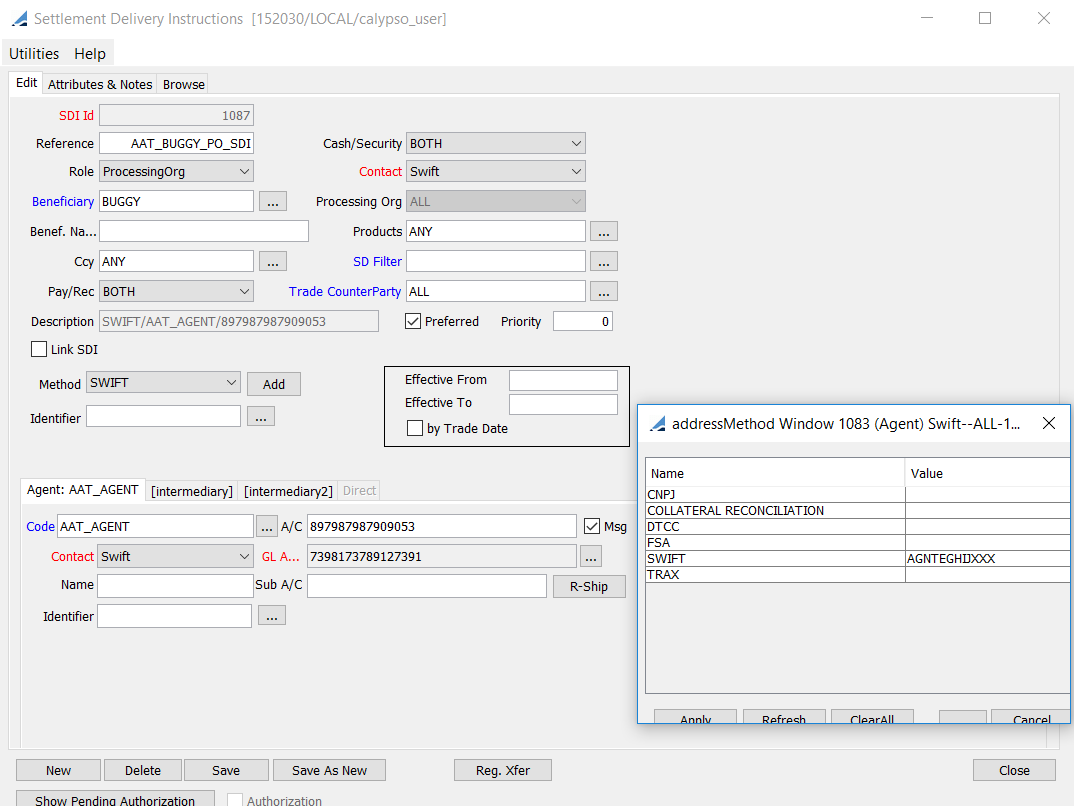 Settlement Delivery Instructions [152030/LOCAL/calypso_user]
Utilities Help
Edit Attributes & Notes Browse
SDI Id 1087
Reference AAT_BUGGY_PO_SDI Cash/Security BOTH
Role ProcessingOrg Contact Swift
Beneficiary BUGGY ... Processing Org ALL
Benef. Na... Products ANY ...
Ccy ANY ... SD Filter ...
Pay/Rec BOTH Trade CounterParty ALL ...
Description SWIFT/AAT_AGENT/897987987909053 Preferred Priority 0
Link SDI
Method SWIFT Add
Identifier ...
Effective From
Effective To
by Trade Date
Agent: AAT_AGENT [intermediary] [intermediary2] Direct
Code AAT_AGENT ... A/C 897987987909053 Msg
Contact Swift GL A... 7398173789127391 ...
Name Sub A/C R-Ship
Identifier ...
addressMethod Window 1083 (Agent) Swift--ALL-1...
Name Value
CNPJ
COLLATERAL RECONCILIATION
DTCC
FSA
SWIFT AGNTEGHIJXXX
TRAX
Apply Refresh ClearAll Cancel
New Delete Save Save As New Reg. Xfer Close
Show Pending Authorization Authorization